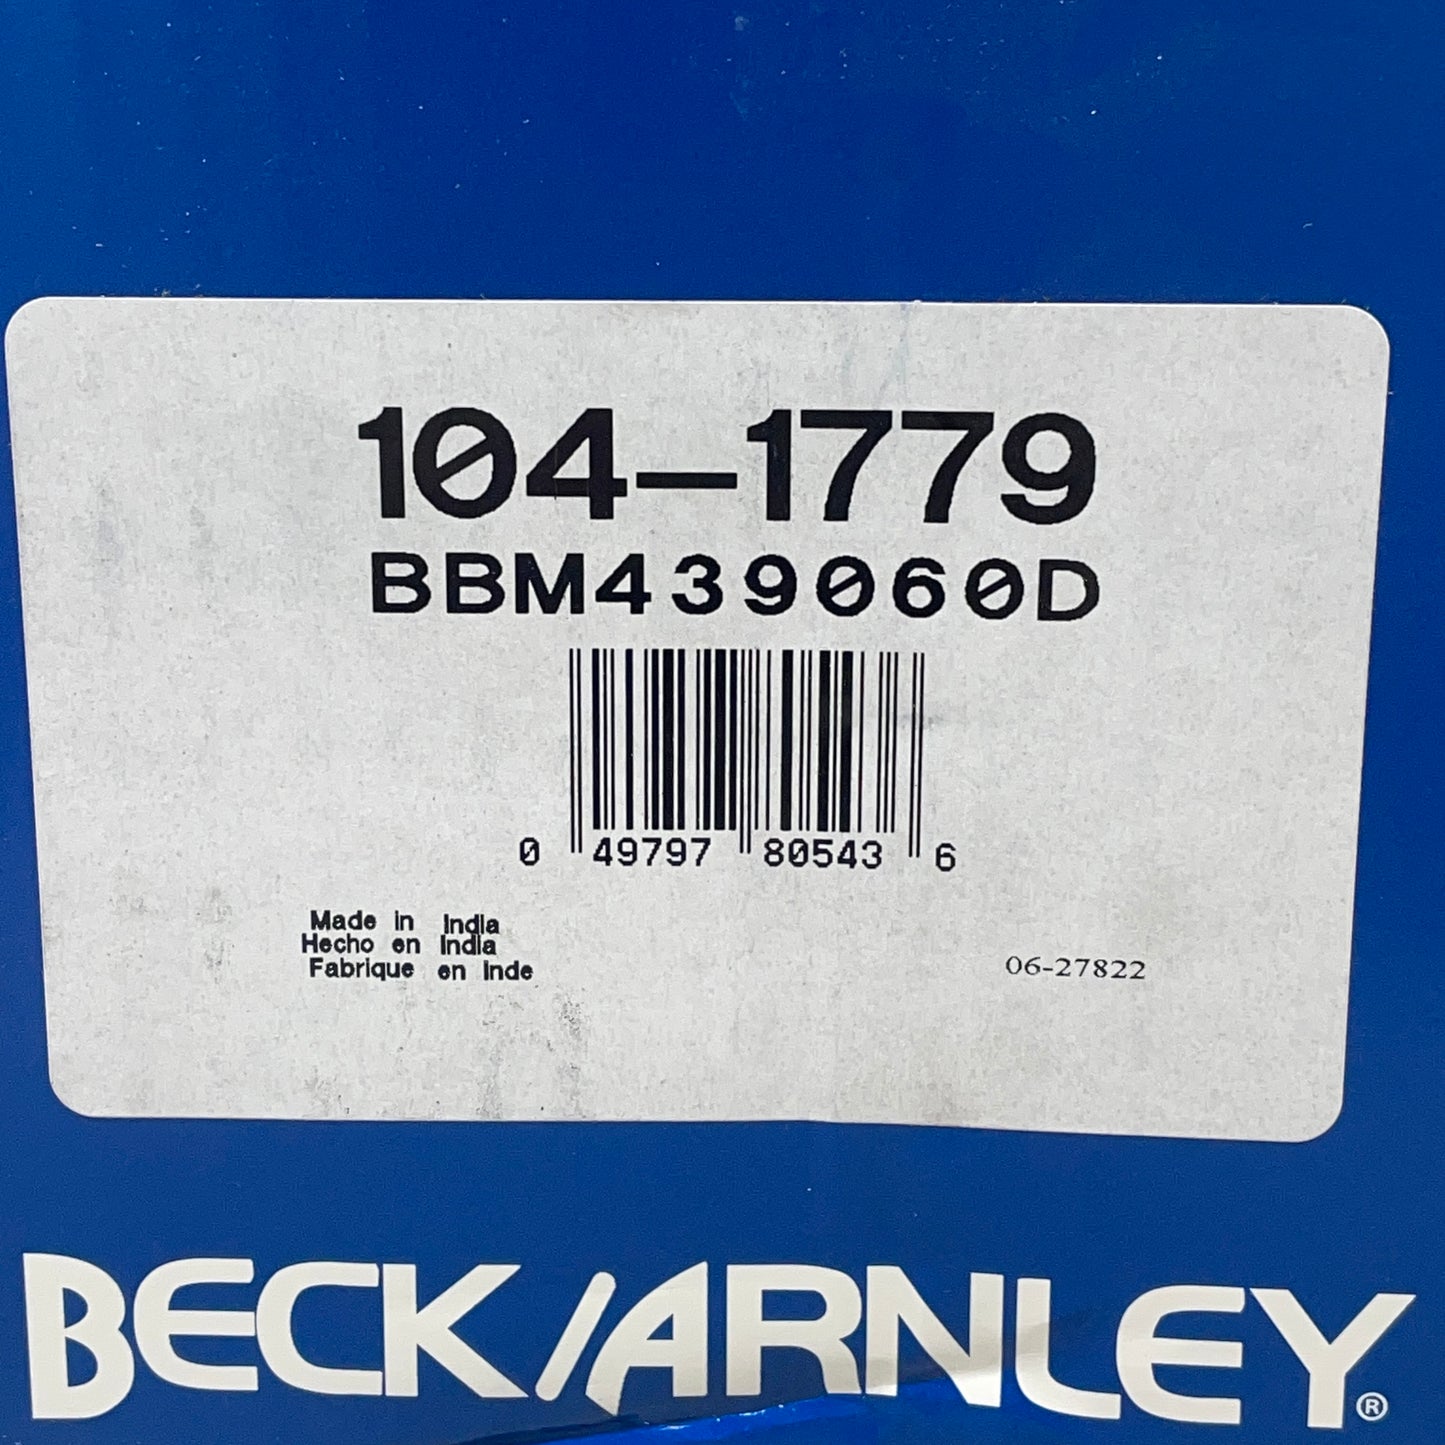 104-1779
BBM439060D
0 49797 80543 6
Made in India
Hecho en India
Fabrique en Inde
06-27822
BECK/ARNLEY®